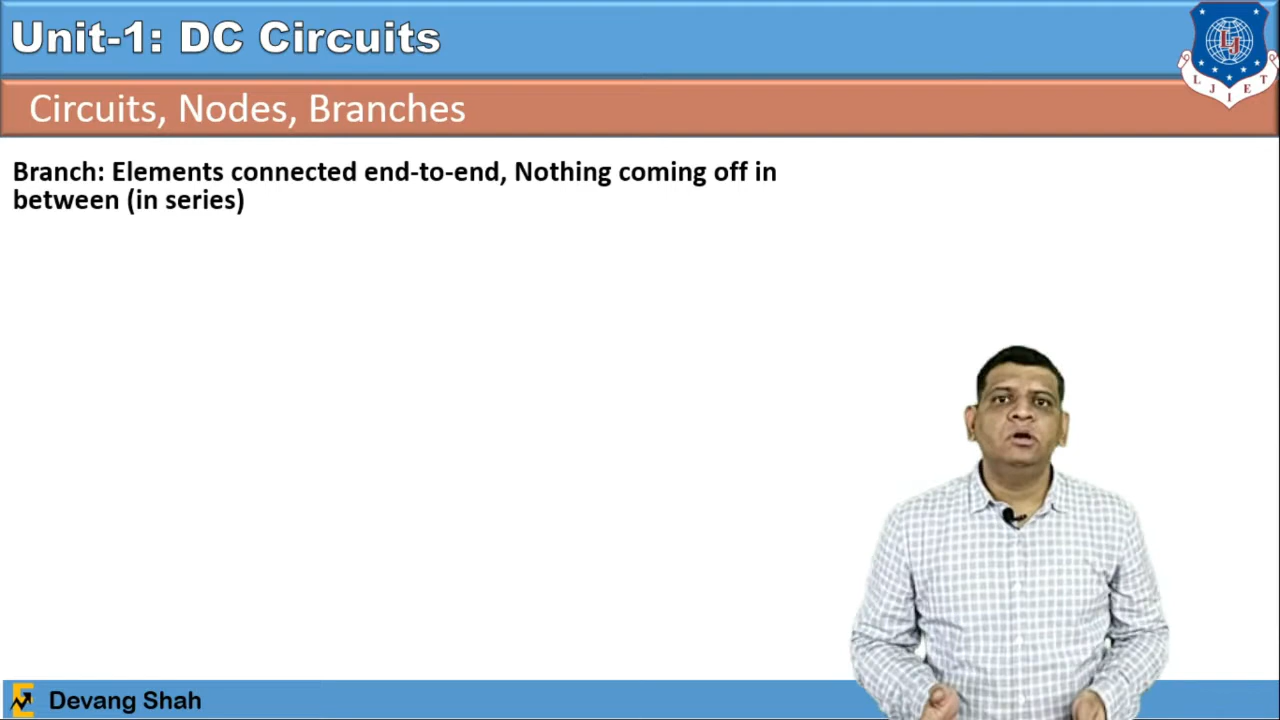 Unit-1: DC Circuits
Circuits, Nodes, Branches
L J I E T
Branch: Elements connected end-to-end, Nothing coming off in
between (in series)
Devang Shah